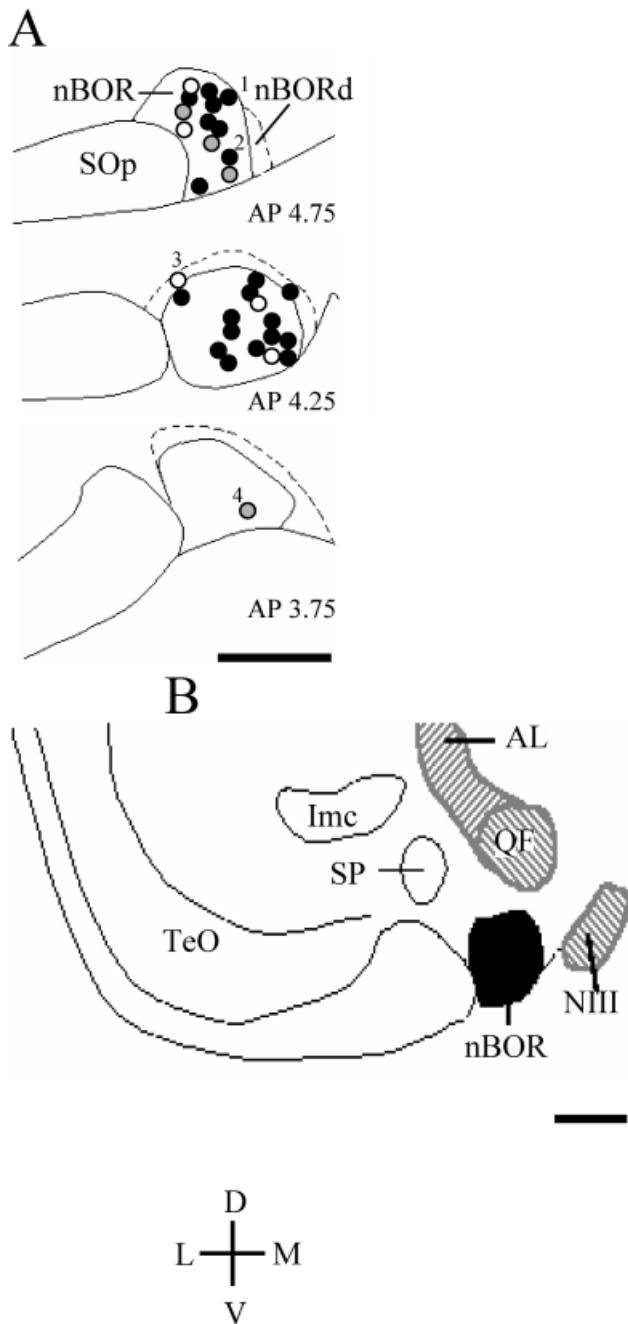 A
nBOR 1 nBORd
SOp 2
AP 4.75
3
AP 4.25
4
AP 3.75
B
AL
Imc QF
SP
TeO
NIII
nBOR
D
L M
V